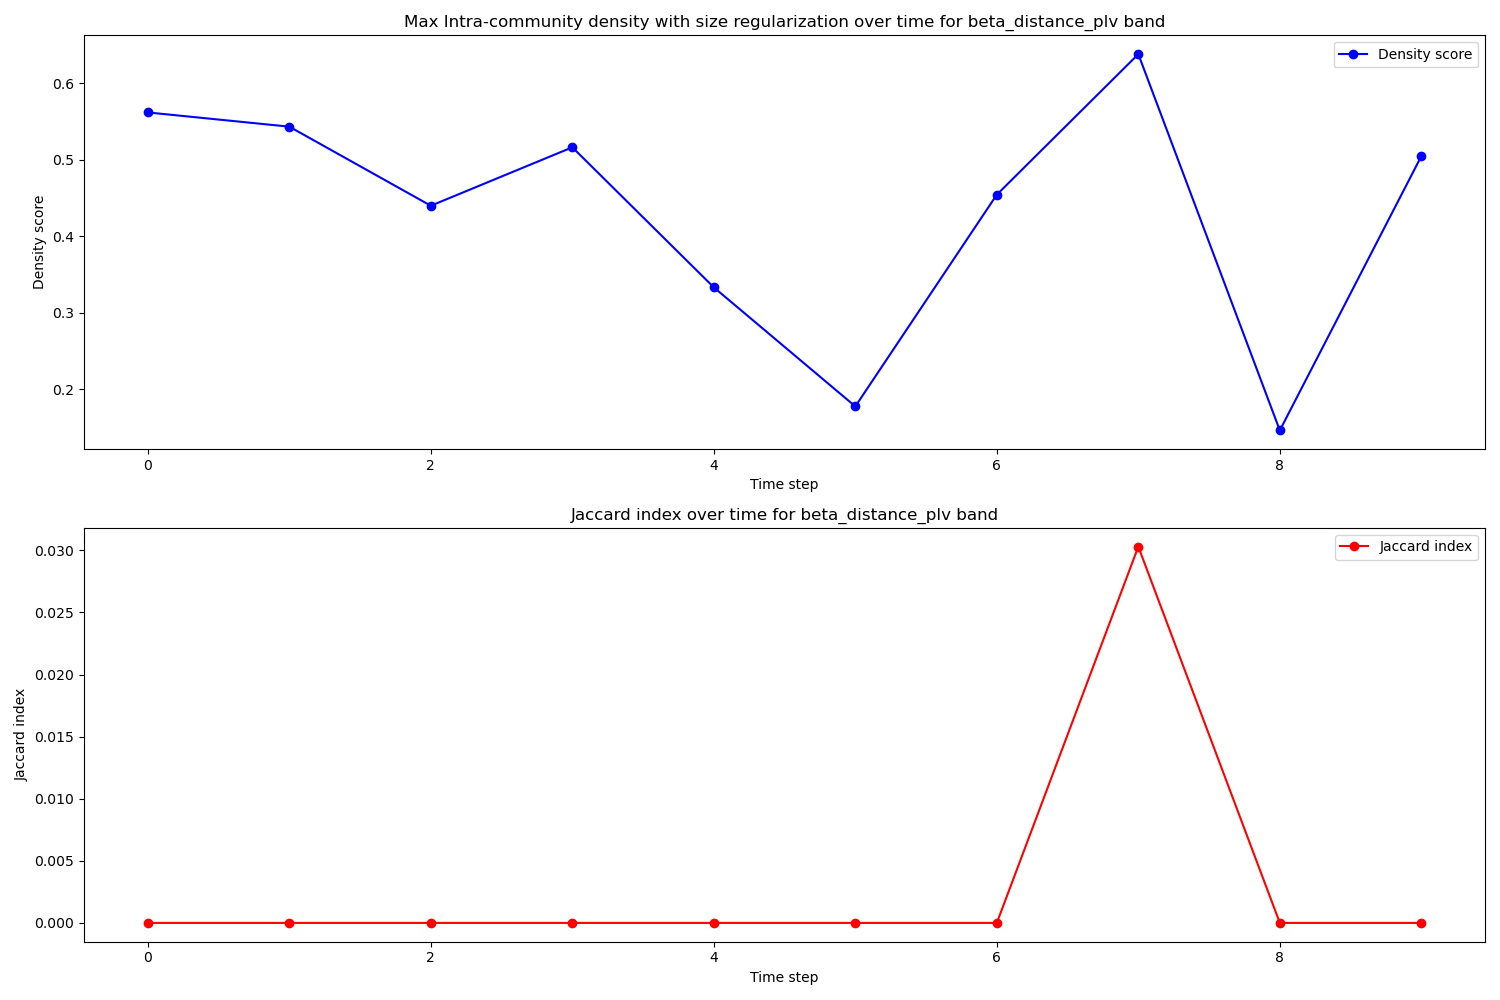 Max Intra-community density with size regularization over time for beta_distance_plv band
Density score
0.6
0.5
0.4
0.3
0.2
Density score
0 2 4 6 8
Time step
Jaccard index over time for beta_distance_plv band
Jaccard index
0.030
0.025
0.020
0.015
0.010
0.005
0.000
Jaccard index
0 2 4 6 8
Time step